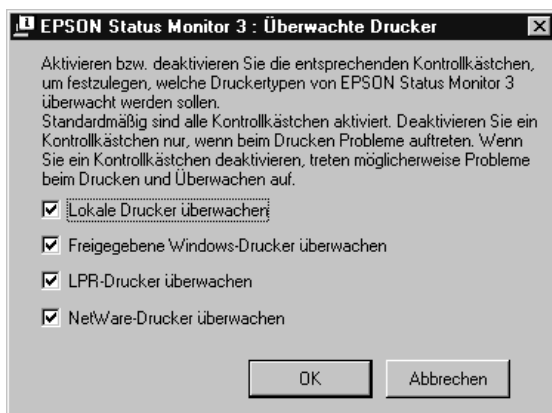 EPSON Status Monitor 3 : Überwachte Drucker
Aktivieren bzw. deaktivieren Sie die entsprechenden Kontrollkästchen,
um festzulegen, welche Druckertypen von EPSON Status Monitor 3
überwacht werden sollen.
Standardmäßig sind alle Kontrollkästchen aktiviert. Deaktivieren Sie ein
Kontrollkästchen nur, wenn beim Drucken Probleme auftreten. Wenn
Sie ein Kontrollkästchen deaktivieren, treten möglicherweise Probleme
beim Drucken und Überwachen auf.
Lokale Drucker überwachen
Freigegebene Windows-Drucker überwachen
LPR-Drucker überwachen
NetWare-Drucker überwachen
OK
Abbrechen